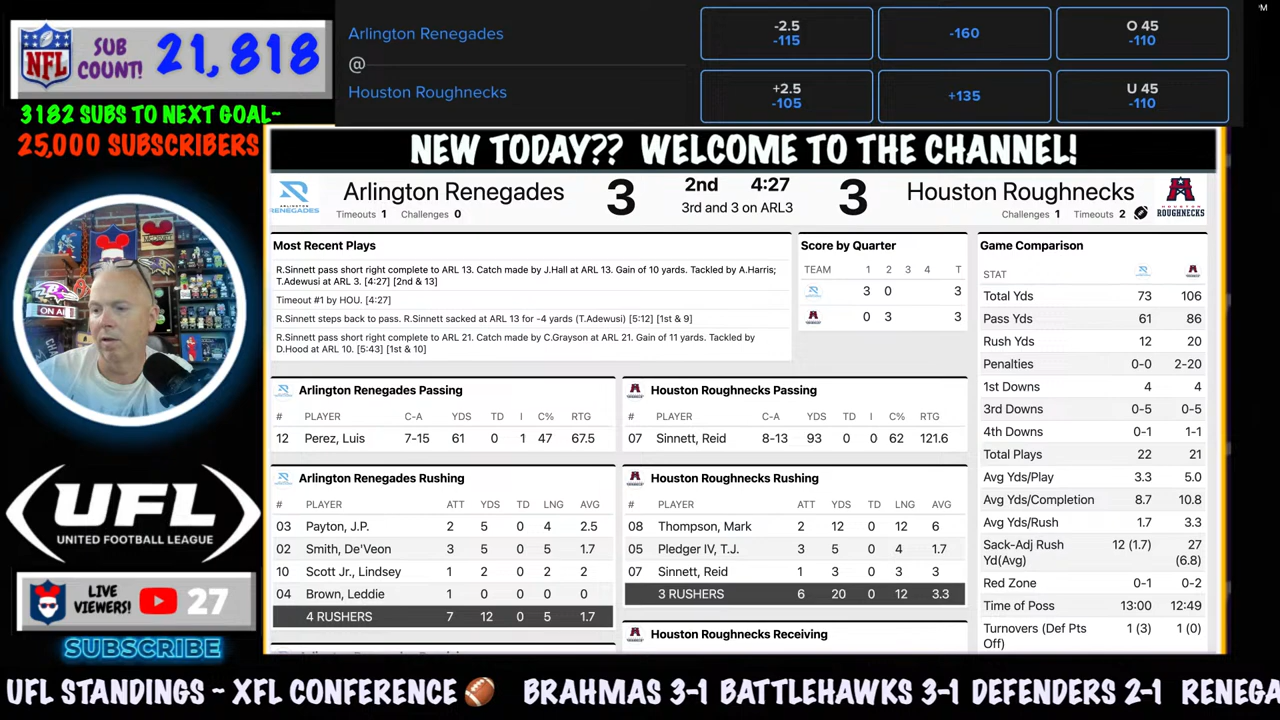 NFL
SUB
COUNT!
21,818
3182 SUBS TO NEXT GOAL~
25,000 SUBSCRIBERS
Arlington Renegades
@
Houston Roughnecks
-2.5
-115
-160
O 45
-110
+2.5
-105
+135
U 45
-110
NEW TODAY?? WELCOME TO THE CHANNEL!
ARLINGTON
RENEGADES
Arlington Renegades
Timeouts 1 Challenges 0
3
2nd 4:27
3rd and 3 on ARL3
3
Houston Roughnecks
Challenges 1 Timeouts 2
HOUSTON
ROUGHNECKS
Most Recent Plays
R.Sinnett pass short right complete to ARL 13. Catch made by J.Hall at ARL 13. Gain of 10 yards. Tackled by A.Harris;
T.Adewusi at ARL 3. [4:27] [2nd & 13]
Timeout #1 by HOU. [4:27]
R.Sinnett steps back to pass. R.Sinnett sacked at ARL 13 for -4 yards (T.Adewusi) [5:12] [1st & 9]
R.Sinnett pass short right complete to ARL 21. Catch made by C.Grayson at ARL 21. Gain of 11 yards. Tackled by
D.Hood at ARL 10. [5:43] [1st & 10]
Score by Quarter
TEAM 1 2 3 4 T
3 0 3
0 3 3
Game Comparison
STAT
Total Yds 73 106
Pass Yds 61 86
Rush Yds 12 20
Penalties 0-0 2-20
1st Downs 4 4
3rd Downs 0-5 0-5
4th Downs 0-1 1-1
Total Plays 22 21
Avg Yds/Play 3.3 5.0
Avg Yds/Completion 8.7 10.8
Avg Yds/Rush 1.7 3.3
Sack-Adj Rush 12 (1.7) 27
Yd(Avg) (6.8)
Red Zone 0-1 0-2
Time of Poss 13:00 12:49
Turnovers (Def Pts 1 (3) 1 (0)
Off)
Arlington Renegades Passing
# PLAYER C-A YDS TD I C% RTG
12 Perez, Luis 7-15 61 0 1 47 67.5
Houston Roughnecks Passing
# PLAYER C-A YDS TD I C% RTG
07 Sinnett, Reid 8-13 93 0 0 62 121.6
Arlington Renegades Rushing
# PLAYER ATT YDS TD LNG AVG
03 Payton, J.P. 2 5 0 4 2.5
02 Smith, De'Veon 3 5 0 5 1.7
10 Scott Jr., Lindsey 1 2 0 2 2
04 Brown, Leddie 1 0 0 0 0
4 RUSHERS 7 12 0 5 1.7
Houston Roughnecks Rushing
# PLAYER ATT YDS TD LNG AVG
08 Thompson, Mark 2 12 0 12 6
05 Pledger IV, T.J. 3 5 0 4 1.7
07 Sinnett, Reid 1 3 0 3 3
3 RUSHERS 6 20 0 12 3.3
Houston Roughnecks Receiving
ON AI
UFL
UNITED FOOTBALL LEAGUE
LIVE
VIEWERS!
27
SUBSCRIBE
UFL STANDINGS ~ XFL CONFERENCE 🏈 BRAHMAS 3-1 BATTLEHAWKS 3-1 DEFENDERS 2-1 RENEGA